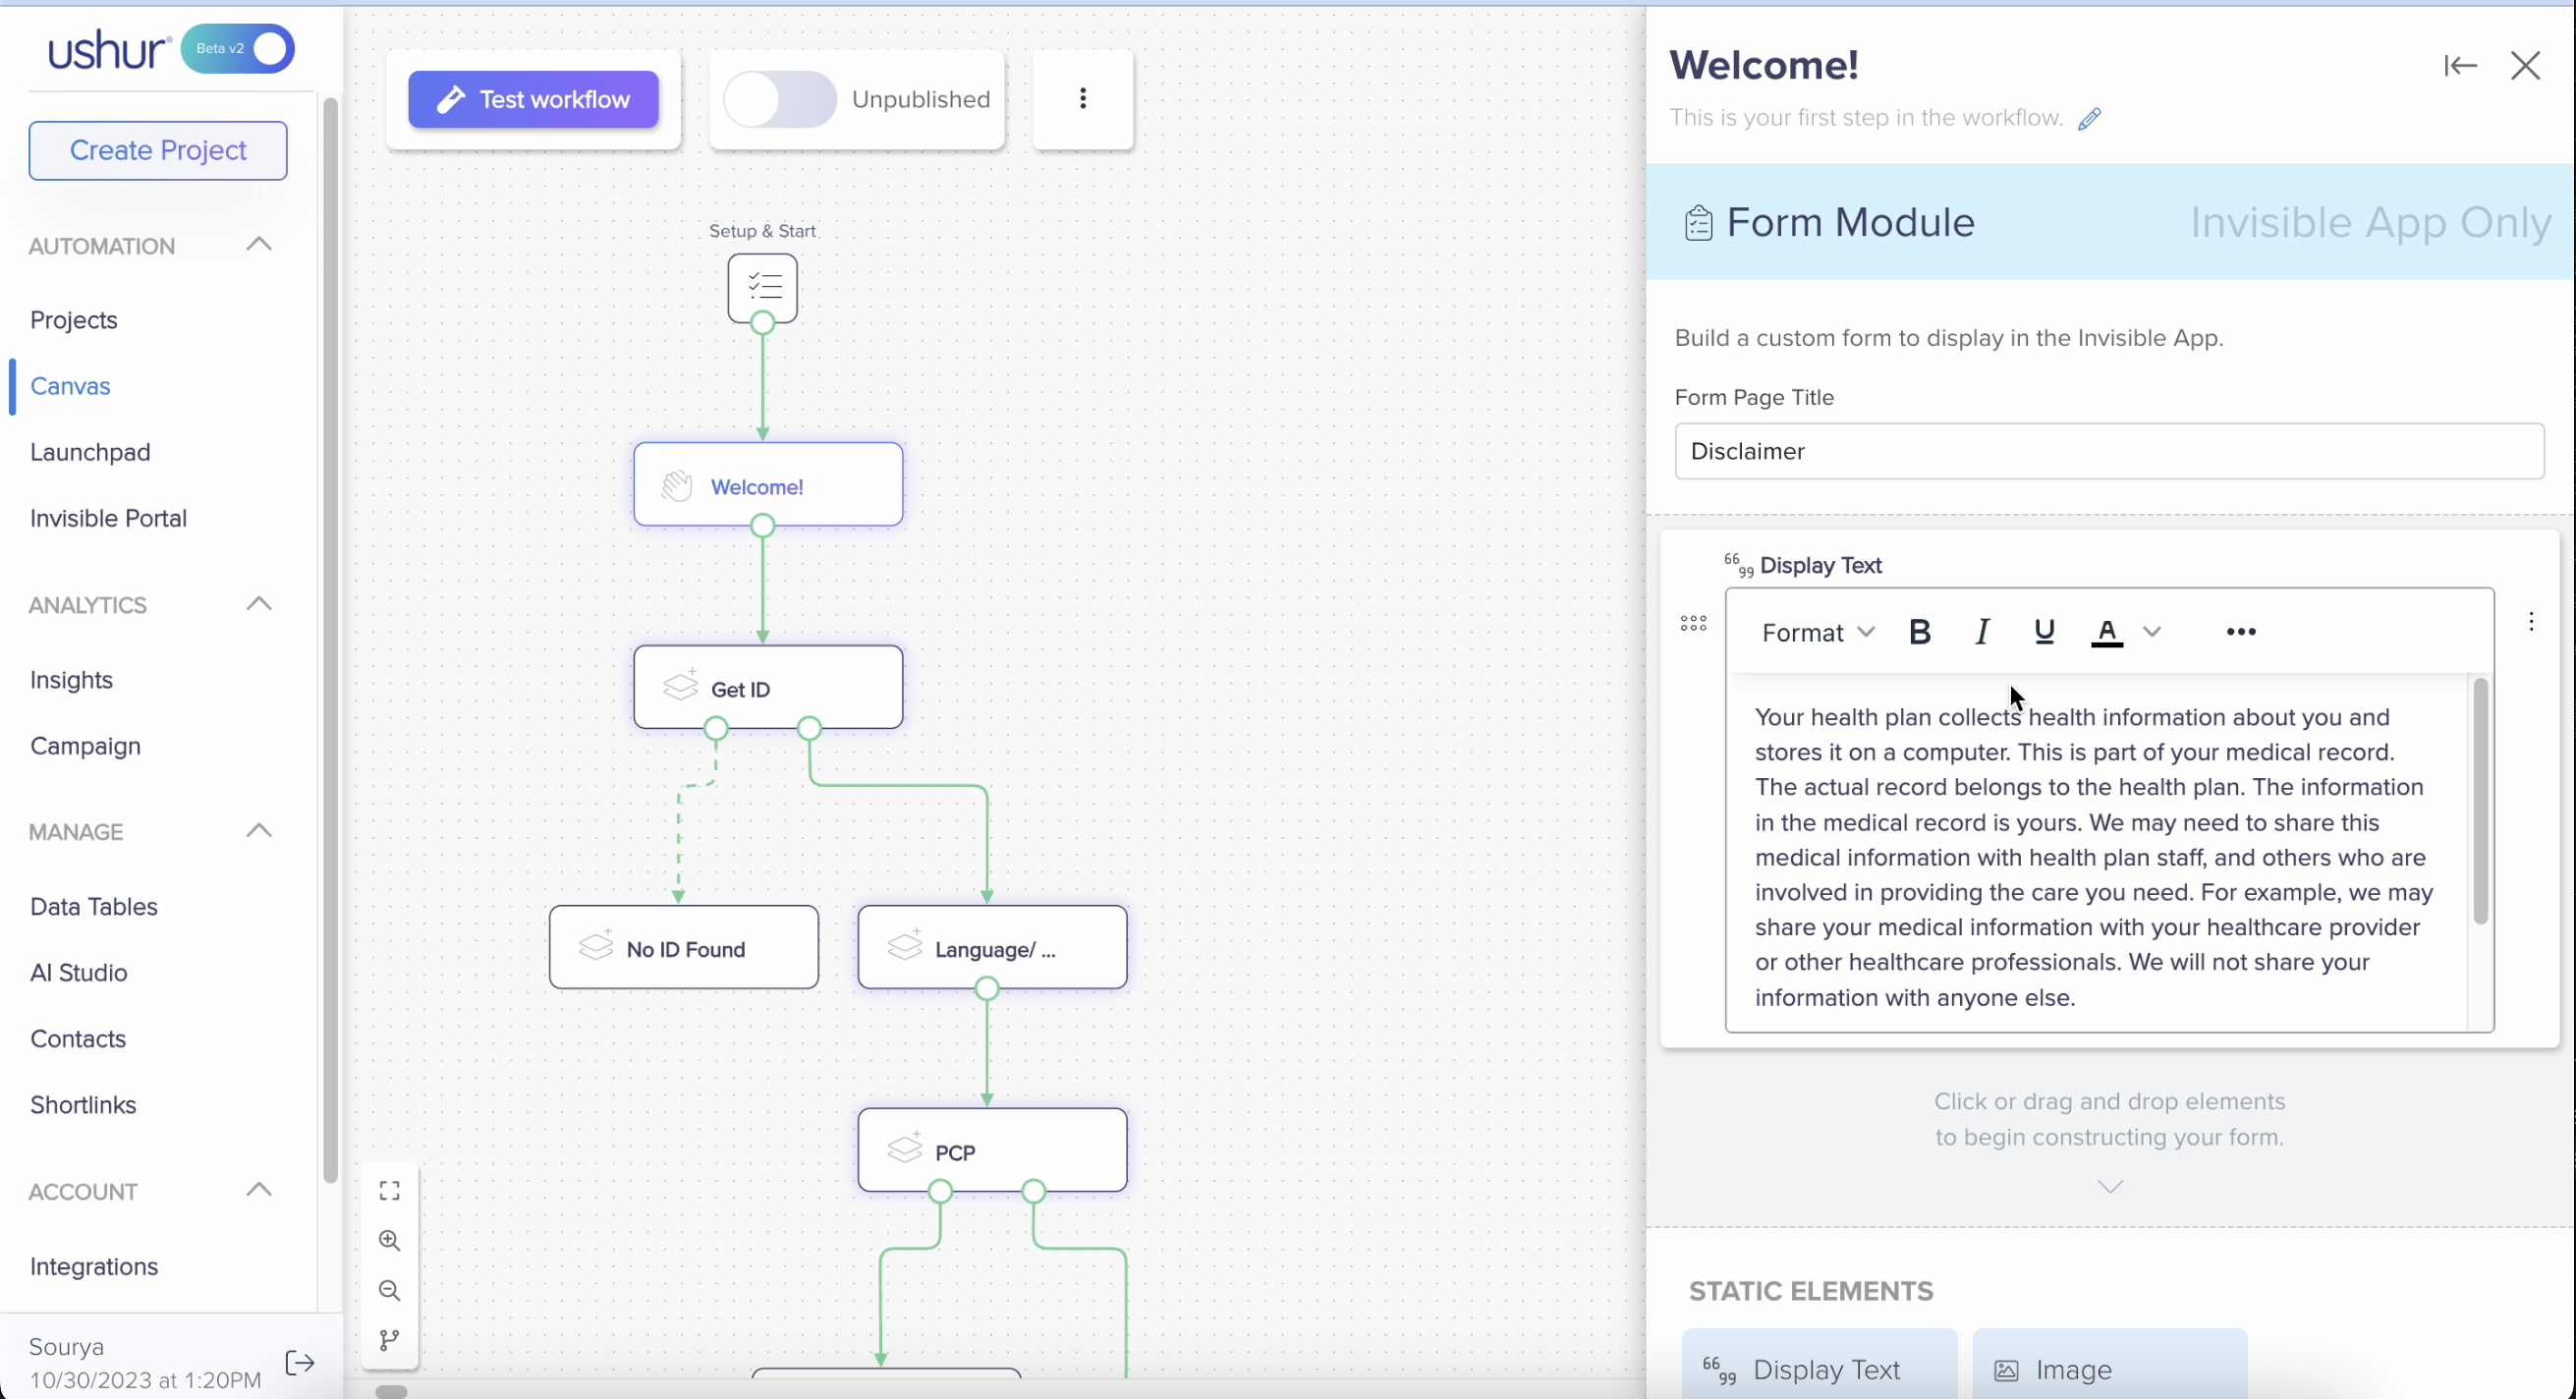 ushur
Beta v2
Create Project
AUTOMATION
Projects
Canvas
Launchpad
Invisible Portal
ANALYTICS
Insights
Campaign
MANAGE
Data Tables
AI Studio
Contacts
Shortlinks
ACCOUNT
Integrations
Sourya
10/30/2023 at 1:20PM
Test workflow
Unpublished
Setup & Start
Welcome!
Get ID
No ID Found
Language/ ...
PCP
Welcome!
This is your first step in the workflow.
Form Module
Invisible App Only
Build a custom form to display in the Invisible App.
Form Page Title
Disclaimer
Display Text
Format
B I U A
Your health plan collects health information about you and
stores it on a computer. This is part of your medical record.
The actual record belongs to the health plan. The information
in the medical record is yours. We may need to share this
medical information with health plan staff, and others who are
involved in providing the care you need. For example, we may
share your medical information with your healthcare provider
or other healthcare professionals. We will not share your
information with anyone else.
Click or drag and drop elements
to begin constructing your form.
STATIC ELEMENTS
Display Text
Image